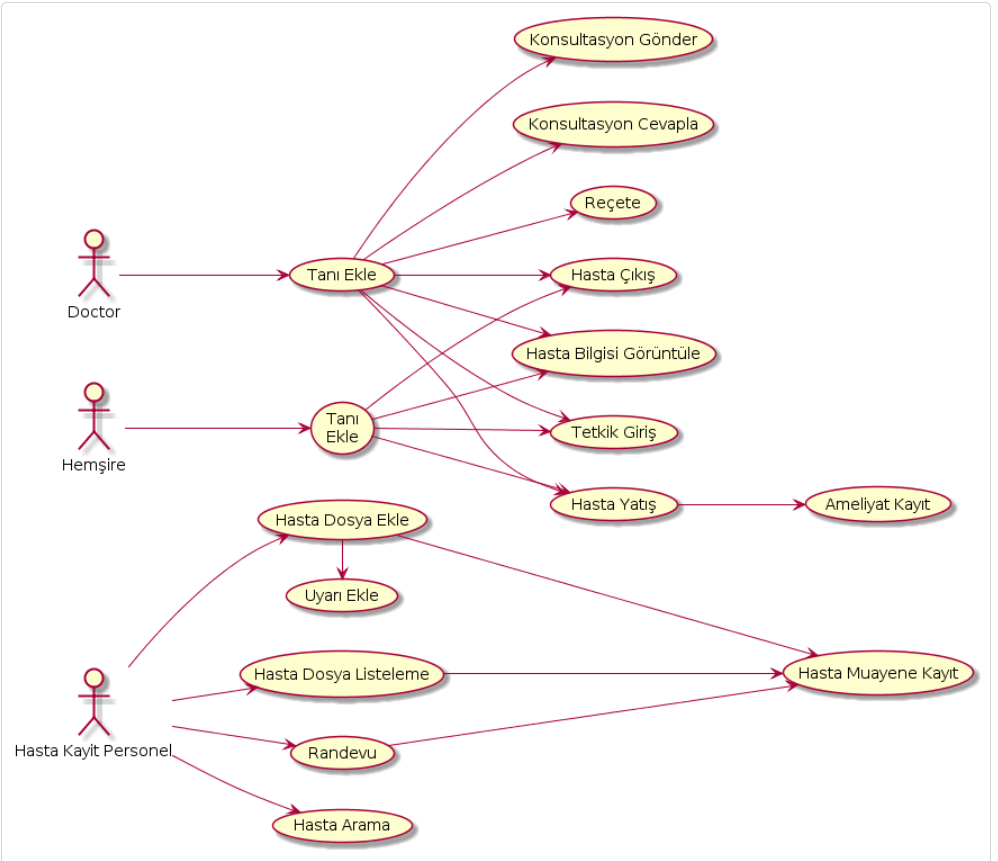 Konsultasyon Gönder
Konsultasyon Cevapla
Reçete
Doctor
Tanı Ekle
Hasta Çıkış
Hasta Bilgisi Görüntüle
Hemşire
Tanı
Ekle
Tetkik Giriş
Hasta Yatış
Ameliyat Kayıt
Hasta Dosya Ekle
Uyarı Ekle
Hasta Kayit Personel
Hasta Dosya Listeleme
Hasta Muayene Kayıt
Randevu
Hasta Arama